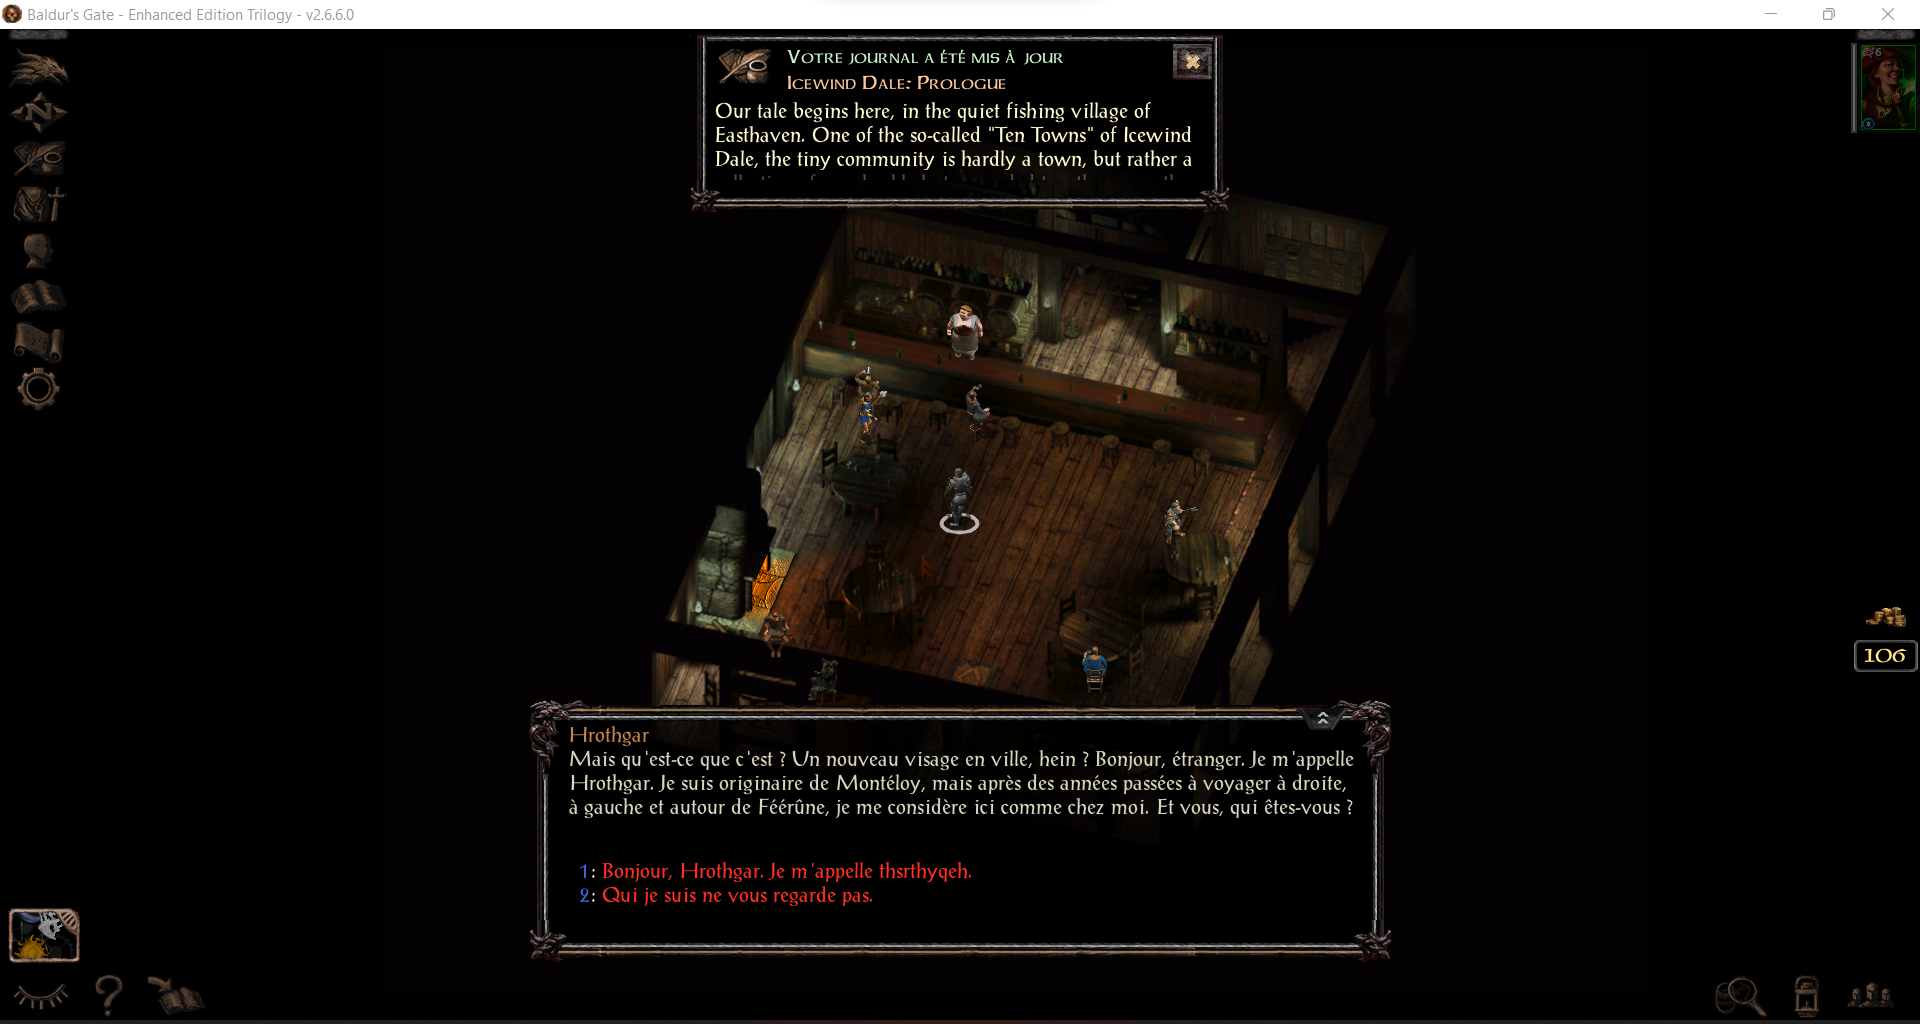 Baldur's Gate - Enhanced Edition Trilogy - v2.6.6.0
Votre journal a été mis à jour
Icewind Dale: Prologue
Our tale begins here, in the quiet fishing village of
Easthaven. One of the so-called "Ten Towns" of Icewind
Dale, the tiny community is hardly a town, but rather a
6/6
N
106
Hrothgar
Mais qu'est-ce que c'est ? Un nouveau visage en ville, hein ? Bonjour, étranger. Je m'appelle
Hrothgar. Je suis originaire de Montéloy, mais après des années passées à voyager à droite,
à gauche et autour de Féérûne, je me considère ici comme chez moi. Et vous, qui êtes-vous ?
1: Bonjour, Hrothgar. Je m'appelle thsrthyqeh.
2: Qui je suis ne vous regarde pas.
?